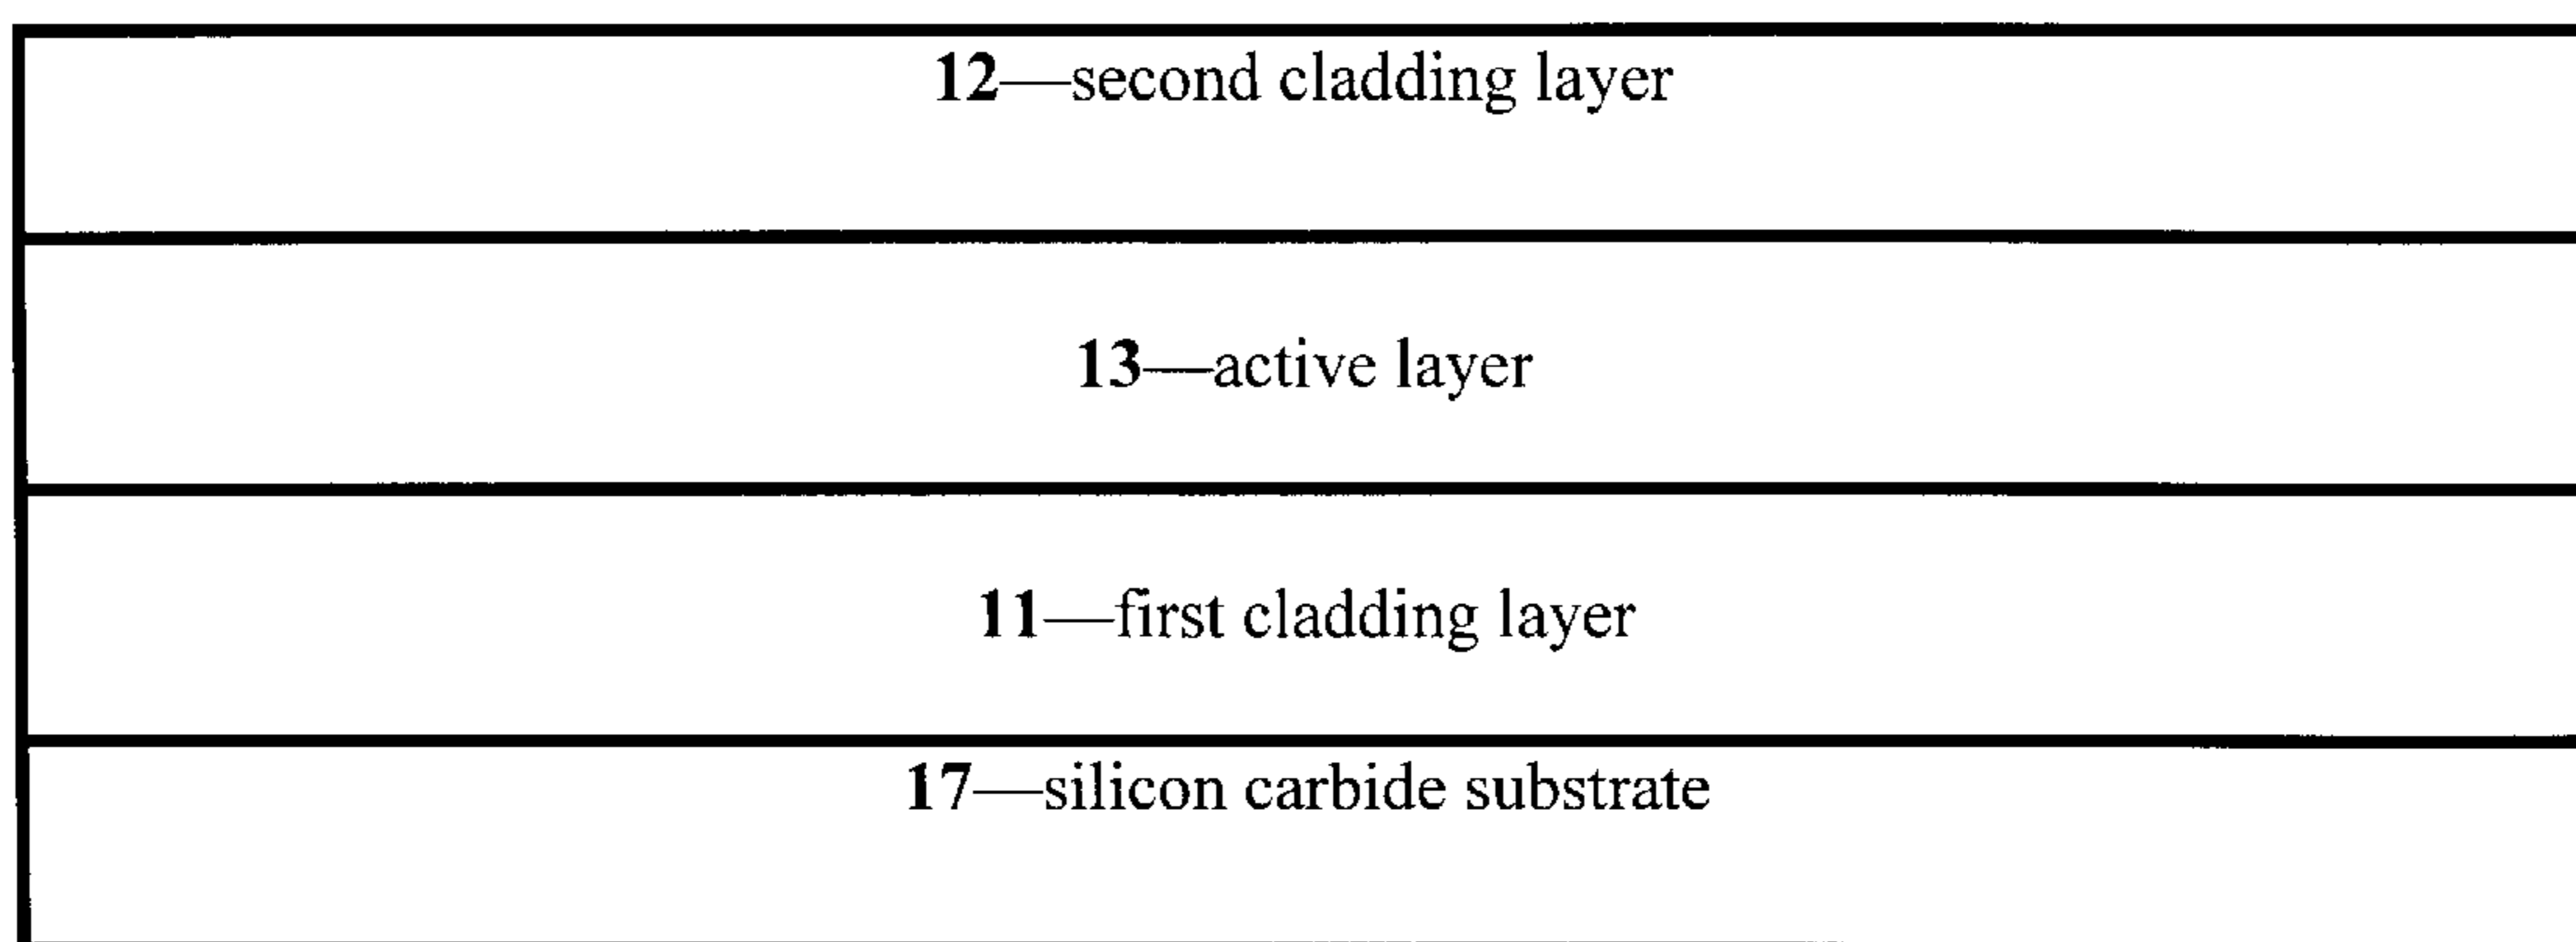 12—second cladding layer
13—active layer
11—first cladding layer
17—silicon carbide substrate